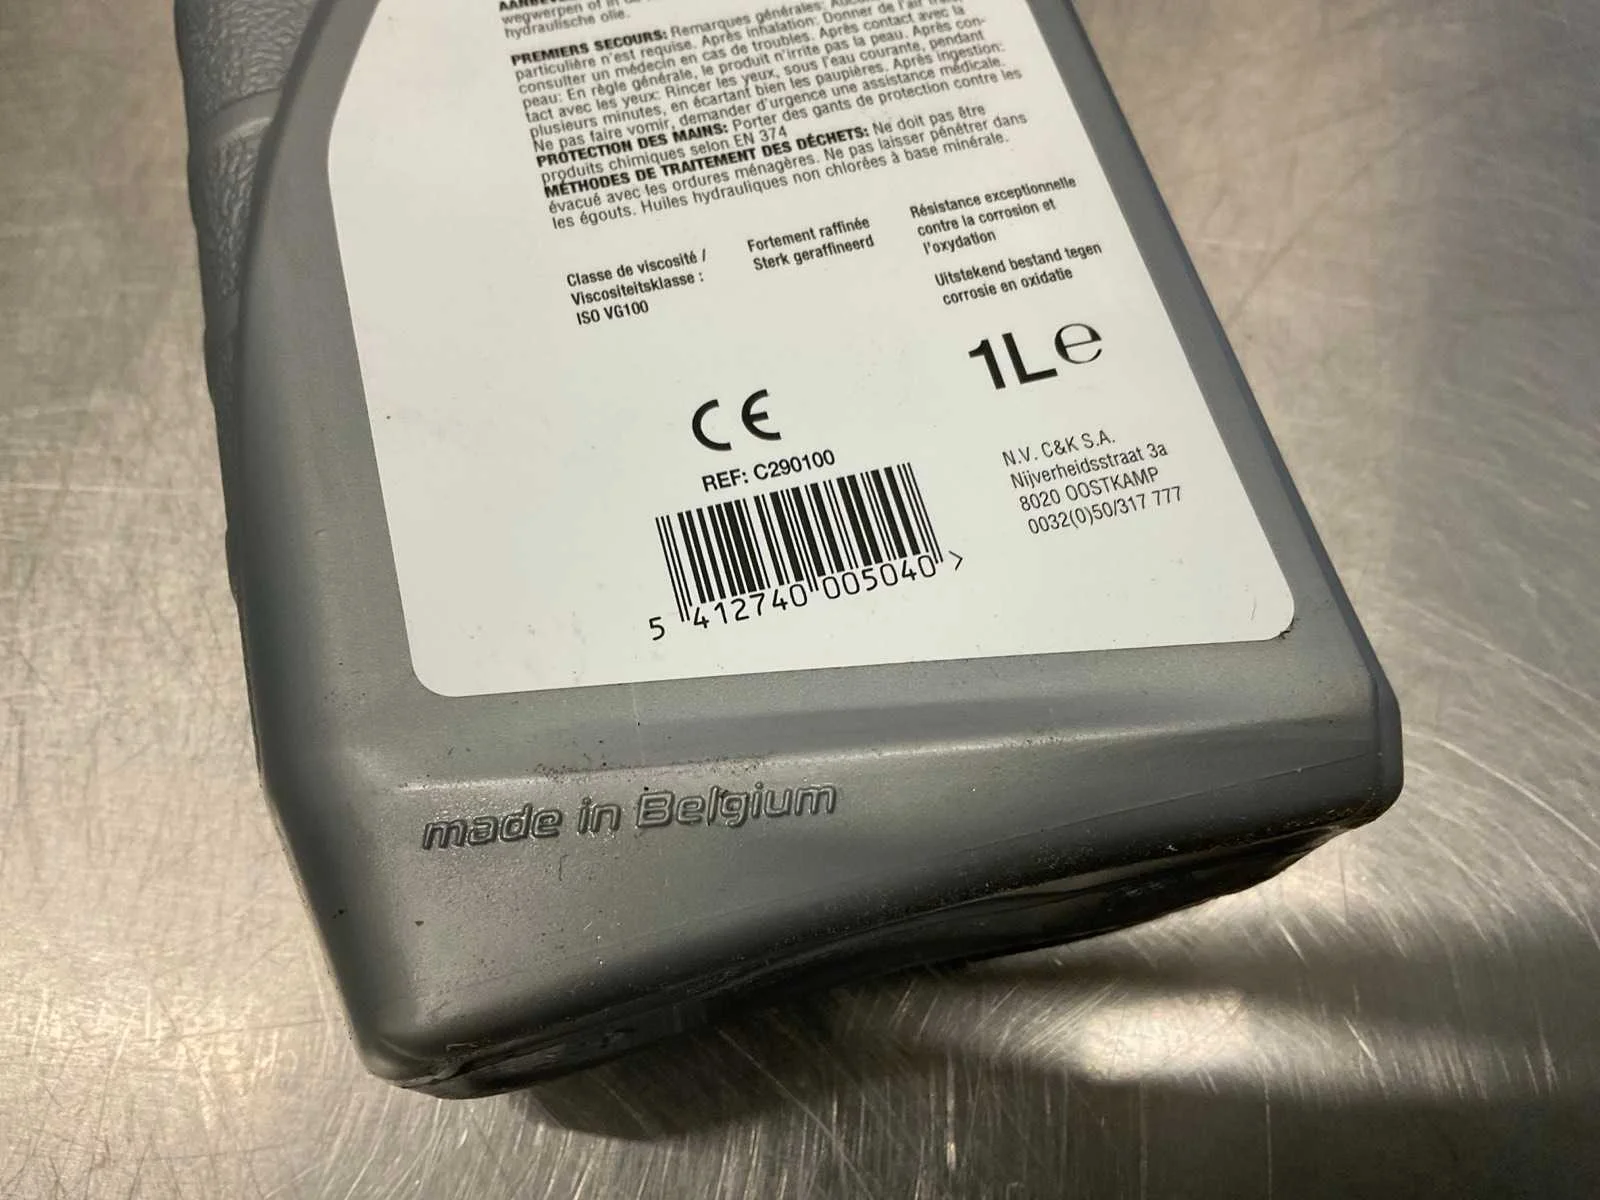 wegwerpen of in de
hydraulische olie.
PREMIERS SECOURS: Remarques générales:
particulière n'est requise. Après inhalation: Donner de l'air
consulter un médecin en cas de troubles. Après contact avec la
peau: En règle générale, le produit n'irrite pas la peau. Après con-
tact avec les yeux: Rincer les yeux, sous l'eau courante, pendant
plusieurs minutes, en écartant bien les paupières. Après ingestion:
Ne pas faire vomir, demander d'urgence une assistance médicale.
PROTECTION DES MAINS: Porter des gants de protection contre les
produits chimiques selon EN 374
MÉTHODES DE TRAITEMENT DES DÉCHETS: Ne doit pas être
évacué avec les ordures ménagères. Ne pas laisser pénétrer dans
les égouts. Huiles hydrauliques non chlorées à base minérale.
Classe de viscosité /
Viscositeitsklasse :
ISO VG100
Fortement raffinée
Sterk geraffineerd
Résistance exceptionnelle
contre la corrosion et
l'oxydation
Uitstekend bestand tegen
corrosie en oxidatie
1L℮
CE
REF: C290100
5 412740 005040 >
N.V. C&K S.A.
Nijverheidsstraat 3a
8020 OOSTKAMP
0032(0)50/317 777
made in Belgium